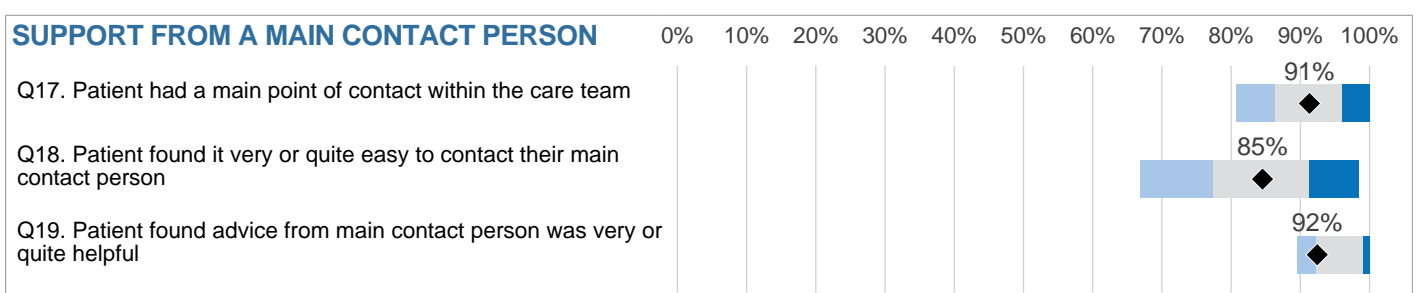 SUPPORT FROM A MAIN CONTACT PERSON 0% 10% 20% 30% 40% 50% 60% 70% 80% 90% 100%
91%
Q17. Patient had a main point of contact within the care team
85%
Q18. Patient found it very or quite easy to contact their main
contact person
92%
Q19. Patient found advice from main contact person was very or
quite helpful